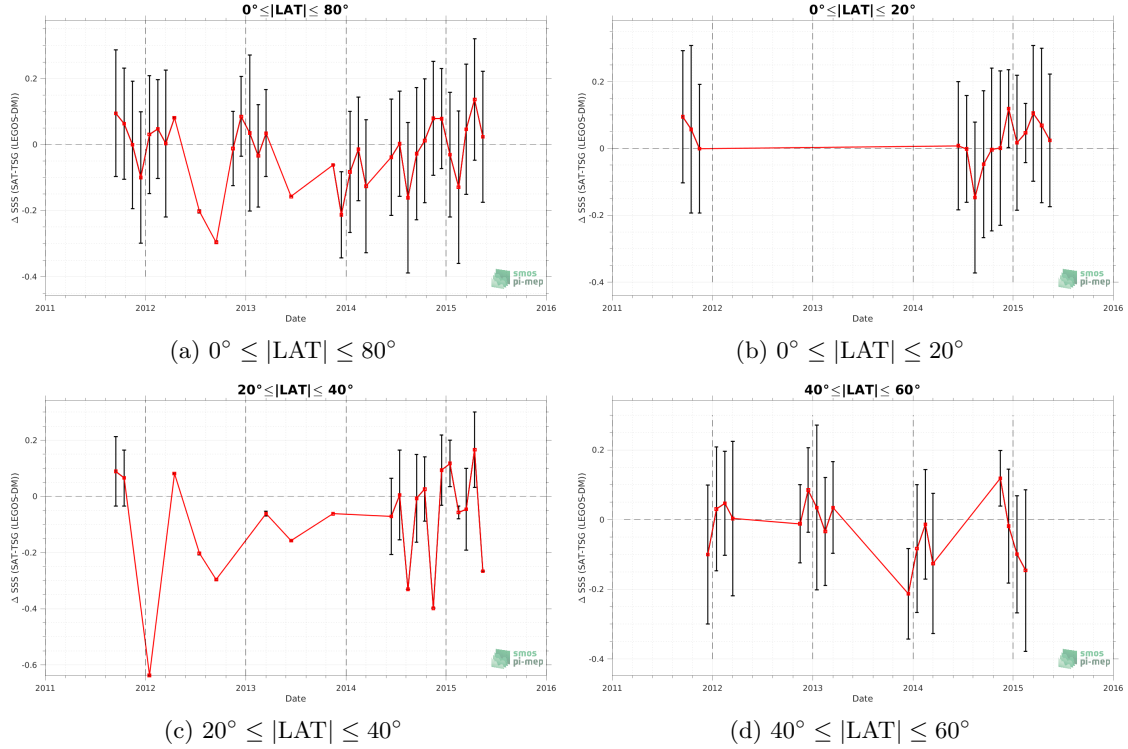 0°≤|LAT|≤ 80°
Δ SSS (SAT-TSG (LEGOS-DM))
0.2
0
-0.2
-0.4
2011 2012 2013 2014 2015 2016
Date
smos
pi-mep
(a) 0° ≤ |LAT| ≤ 80°
0°≤|LAT|≤ 20°
Δ SSS (SAT-TSG (LEGOS-DM))
0.2
0
-0.2
-0.4
2011 2012 2013 2014 2015 2016
Date
smos
pi-mep
(b) 0° ≤ |LAT| ≤ 20°
20°≤|LAT|≤ 40°
Δ SSS (SAT-TSG (LEGOS-DM))
0.2
0
-0.2
-0.4
-0.6
2011 2012 2013 2014 2015 2016
Date
smos
pi-mep
(c) 20° ≤ |LAT| ≤ 40°
40°≤|LAT|≤ 60°
Δ SSS (SAT-TSG (LEGOS-DM))
0.2
0
-0.2
-0.4
2011 2012 2013 2014 2015 2016
Date
smos
pi-mep
(d) 40° ≤ |LAT| ≤ 60°